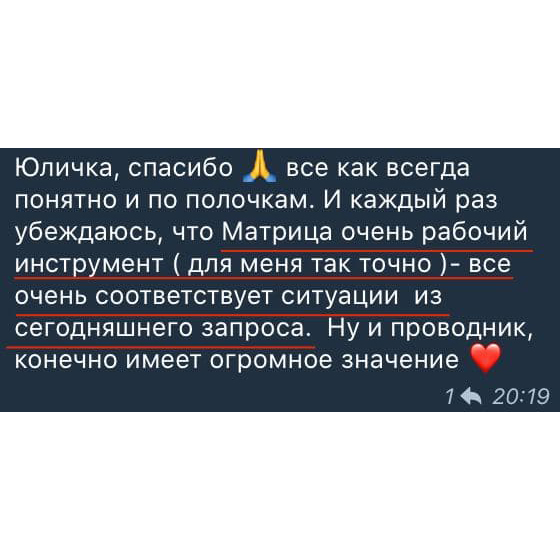 Юличка, спасибо 🙏 все как всегда
понятно и по полочкам. И каждый раз
убеждаюсь, что Матрица очень рабочий
инструмент ( для меня так точно )- все
очень соответствует ситуации  из
сегодняшнего запроса.  Ну и проводник,
конечно имеет огромное значение ❤️
1 20:19